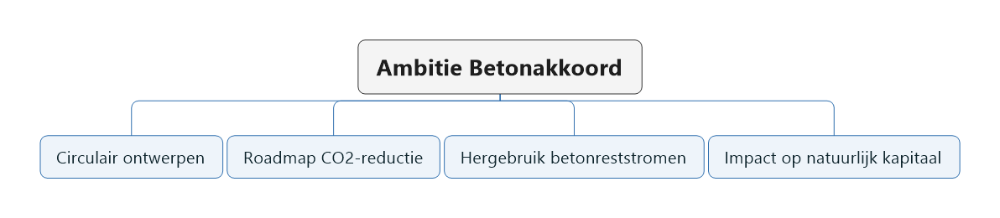 Ambitie Betonakkoord
Circulair ontwerpen
Roadmap CO2-reductie
Hergebruik betonreststromen
Impact op natuurlijk kapitaal